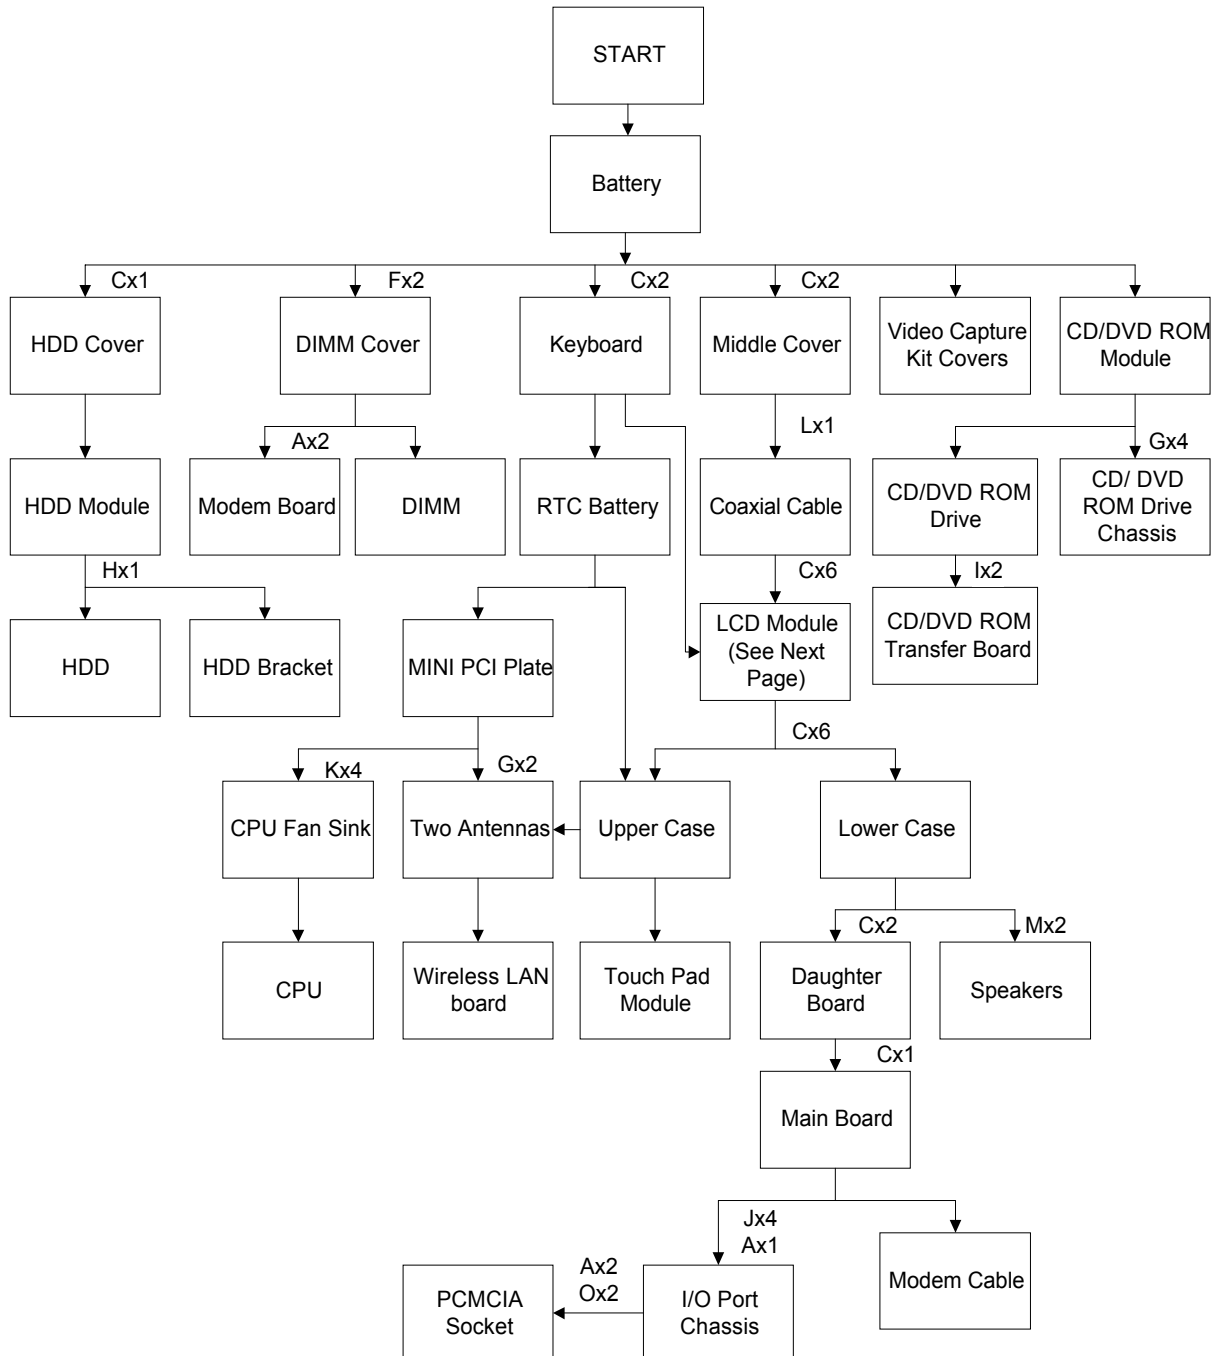 START
Battery
Cx1
Fx2
Cx2
Cx2
HDD Cover
DIMM Cover
Keyboard
Middle Cover
Video Capture
Kit Covers
CD/DVD ROM
Module
Ax2
Lx1
Gx4
HDD Module
Modem Board
DIMM
RTC Battery
Coaxial Cable
CD/DVD ROM
Drive
CD/ DVD
ROM Drive
Chassis
Hx1
Cx6
Ix2
HDD
HDD Bracket
MINI PCI Plate
LCD Module
(See Next
Page)
CD/DVD ROM
Transfer Board
Cx6
Kx4
Gx2
CPU Fan Sink
Two Antennas
Upper Case
Lower Case
Cx2
Mx2
CPU
Wireless LAN
board
Touch Pad
Module
Daughter
Board
Speakers
Cx1
Main Board
Jx4
Ax1
Ax2
Ox2
PCMCIA
Socket
I/O Port
Chassis
Modem Cable